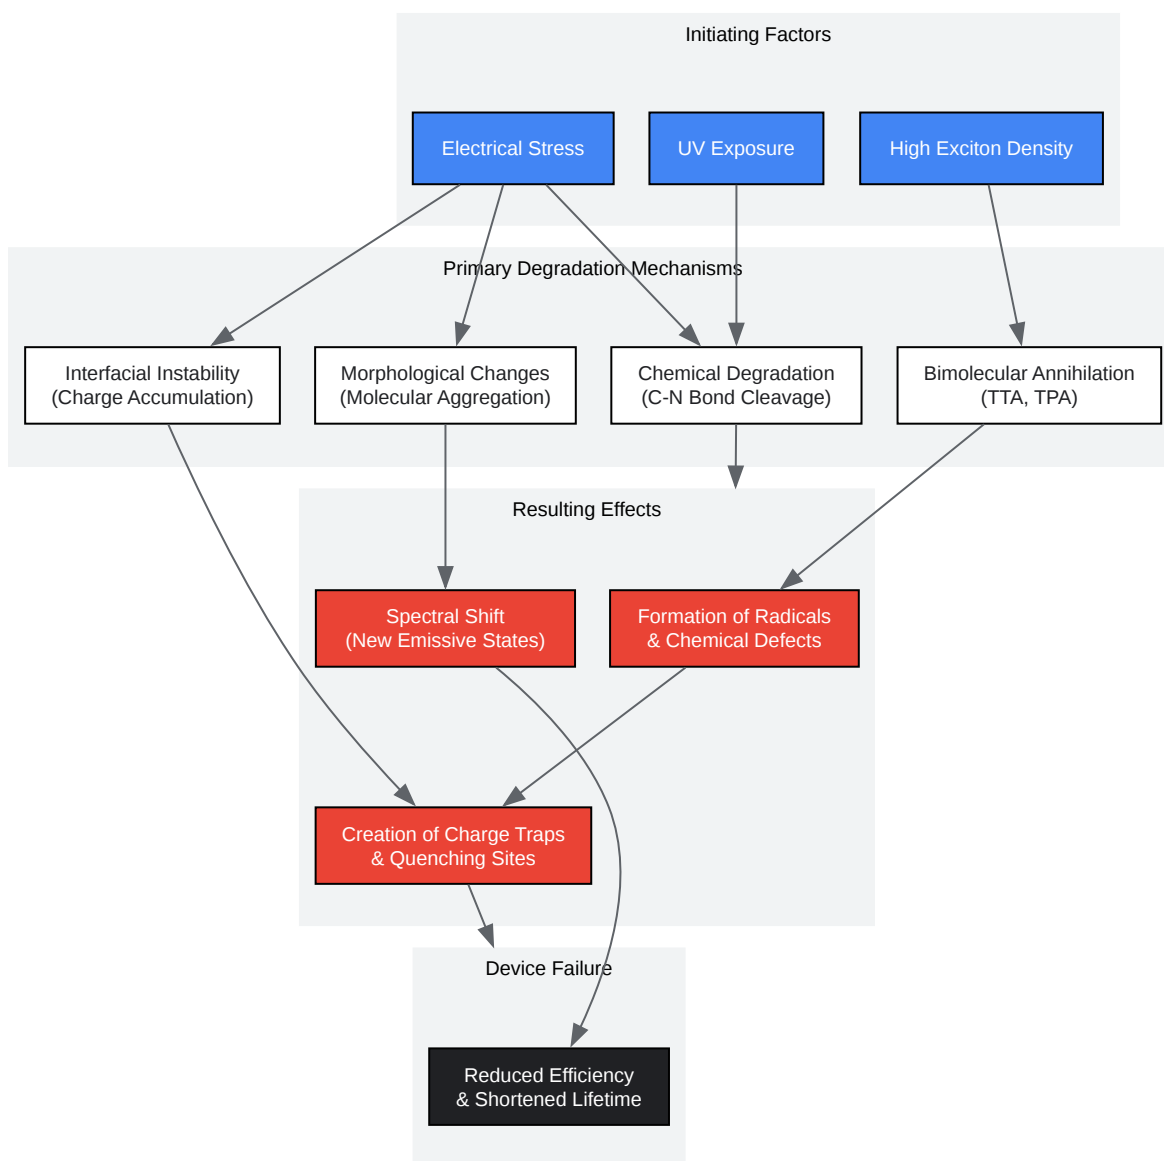 Initiating Factors
Electrical Stress
UV Exposure
High Exciton Density
Primary Degradation Mechanisms
Interfacial Instability
(Charge Accumulation)
Morphological Changes
(Molecular Aggregation)
Chemical Degradation
(C-N Bond Cleavage)
Bimolecular Annihilation
(TTA, TPA)
Resulting Effects
Spectral Shift
(New Emissive States)
Formation of Radicals
& Chemical Defects
Creation of Charge Traps
& Quenching Sites
Device Failure
Reduced Efficiency
& Shortened Lifetime